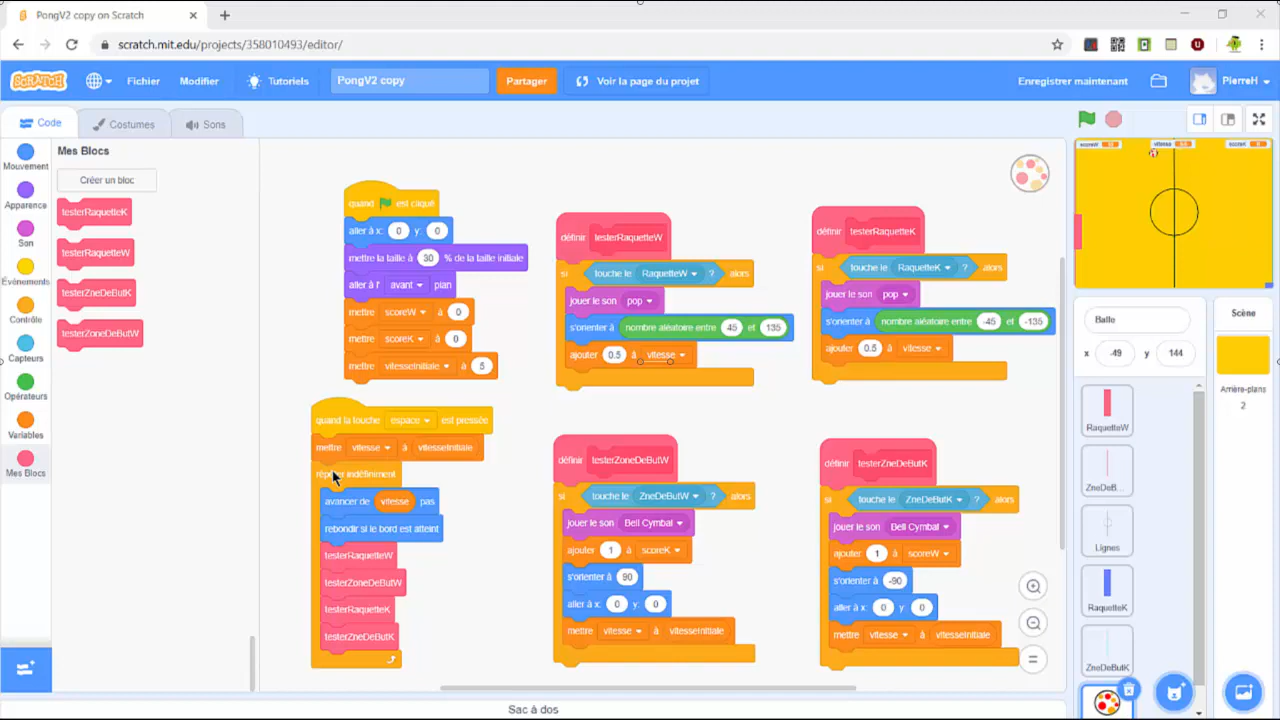 PongV2 copy on Scratch
scratch.mit.edu/projects/358010493/editor/
SCRATCH Fichier Modifier Tutoriels PongV2 copy Partager Voir la page du projet Enregistrer maintenant PierreH
Code Costumes Sons
Mouvement
Apparence
Son
Événements
Contrôle
Capteurs
Opérateurs
Variables
Mes Blocs
Mes Blocs
Créer un bloc
testerRaquetteK
testerRaquetteW
testerZneDeButK
testerZoneDeButW
quand est cliqué
aller à x: 0 y: 0
mettre la taille à 30 % de la taille initiale
aller à l' avant plan
mettre scoreW à 0
mettre scoreK à 0
mettre vitesseInitiale à 5
quand la touche espace est pressée
mettre vitesse à vitesseInitiale
répéter indéfiniment
avancer de vitesse pas
rebondir si le bord est atteint
testerRaquetteW
testerZoneDeButW
testerRaquetteK
testerZneDeButK
définir testerRaquetteW
si touche le RaquetteW ? alors
jouer le son pop
s'orienter à nombre aléatoire entre 45 et 135
ajouter 0.5 à vitesse
définir testerZoneDeButW
si touche le ZneDeButW ? alors
jouer le son Bell Cymbal
ajouter 1 à scoreK
s'orienter à 90
aller à x: 0 y: 0
mettre vitesse à vitesseInitiale
définir testerRaquetteK
si touche le RaquetteK ? alors
jouer le son pop
s'orienter à nombre aléatoire entre -45 et -135
ajouter 0.5 à vitesse
définir testerZneDeButK
si touche le ZneDeButK ? alors
jouer le son Bell Cymbal
ajouter 1 à scoreW
s'orienter à -90
aller à x: 0 y: 0
mettre vitesse à vitesseInitiale
Balle
x -49 y 144
RaquetteW
ZneDeB...
Lignes
RaquetteK
ZneDeButK
Scène
Arrière-plans
2
Sac à dos